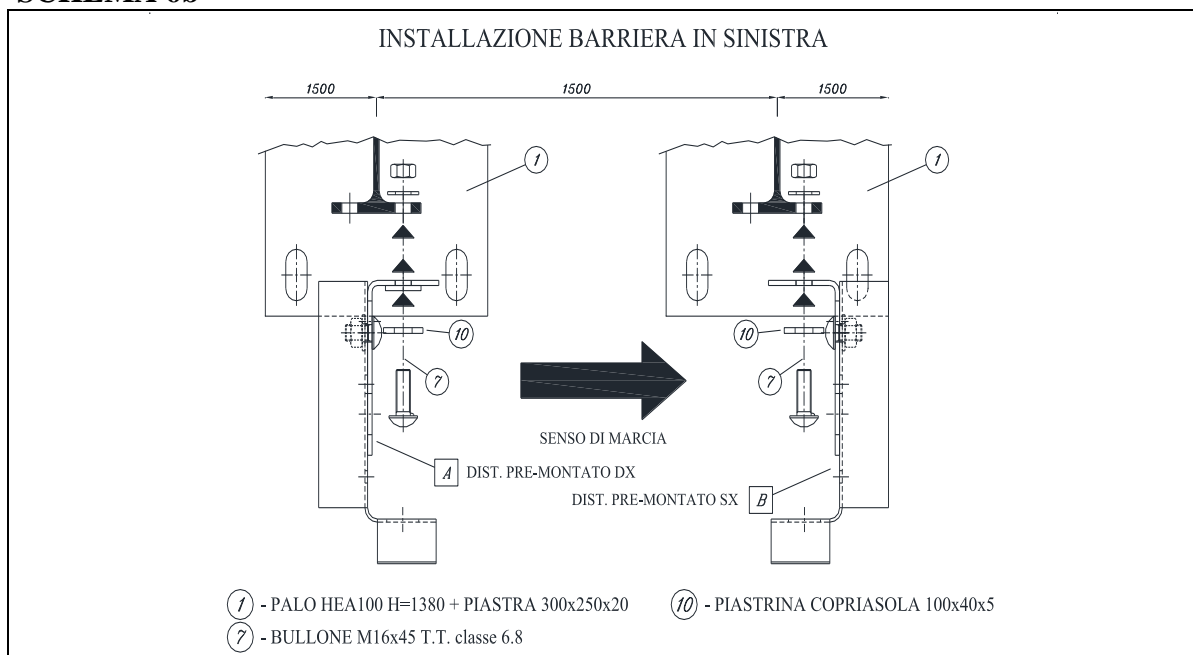 SCHEMA 6b
INSTALLAZIONE BARRIERA IN SINISTRA
1500 1500 1500
1 1
10 10
7 7
SENSO DI MARCIA
A DIST. PRE-MONTATO DX
DIST. PRE-MONTATO SX B
1 - PALO HEA100 H=1380 + PIASTRA 300x250x20
10 - PIASTRINA COPRIASOLA 100x40x5
7 - BULLONE M16x45 T.T. classe 6.8